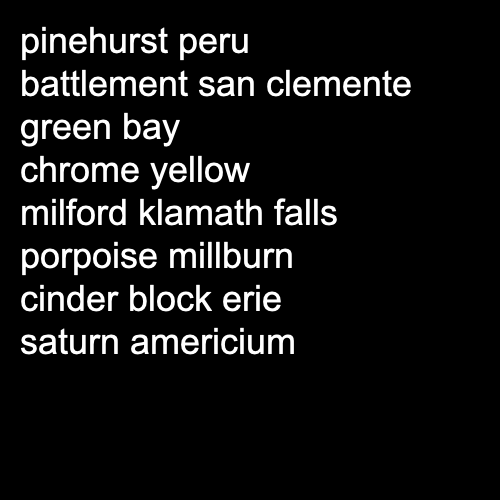 pinehurst peru
battlement san clemente
green bay
chrome yellow
milford klamath falls
porpoise millburn
cinder block erie
saturn americium